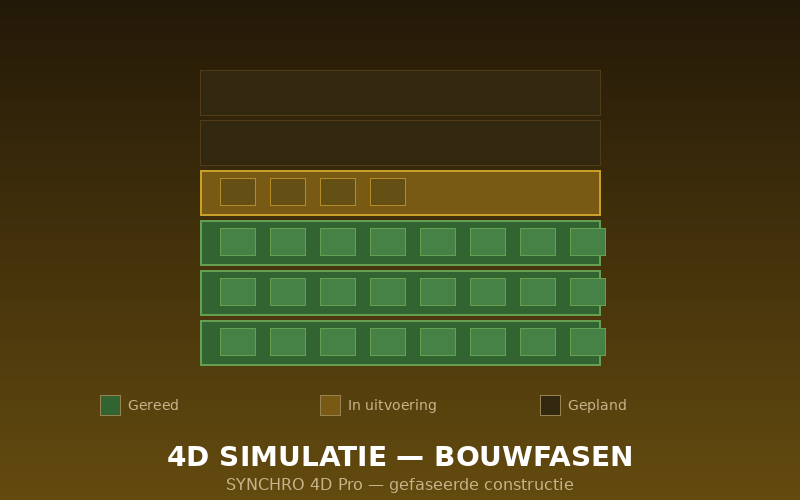 Gereed
In uitvoering
Gepland
4D SIMULATIE — BOUWFASEN
SYNCHRO 4D Pro — gefaseerde constructie